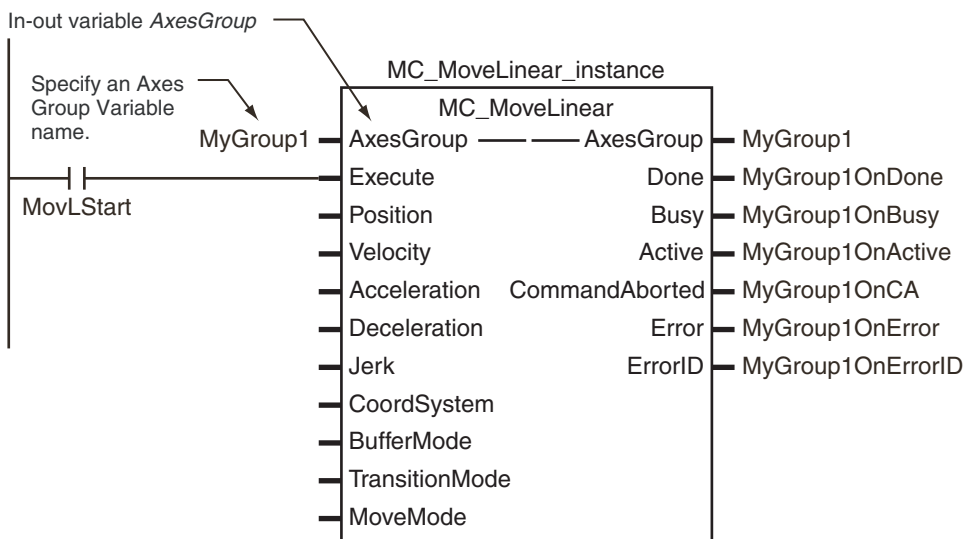 In-out variable AxesGroup
Specify an Axes
Group Variable
name.
MC_MoveLinear_instance
MC_MoveLinear
MyGroup1 AxesGroup AxesGroup MyGroup1
Execute Done MyGroup1OnDone
MovLStart
Position Busy MyGroup1OnBusy
Velocity Active MyGroup1OnActive
Acceleration CommandAborted MyGroup1OnCA
Deceleration Error MyGroup1OnError
Jerk ErrorID MyGroup1OnErrorID
CoordSystem
BufferMode
TransitionMode
MoveMode